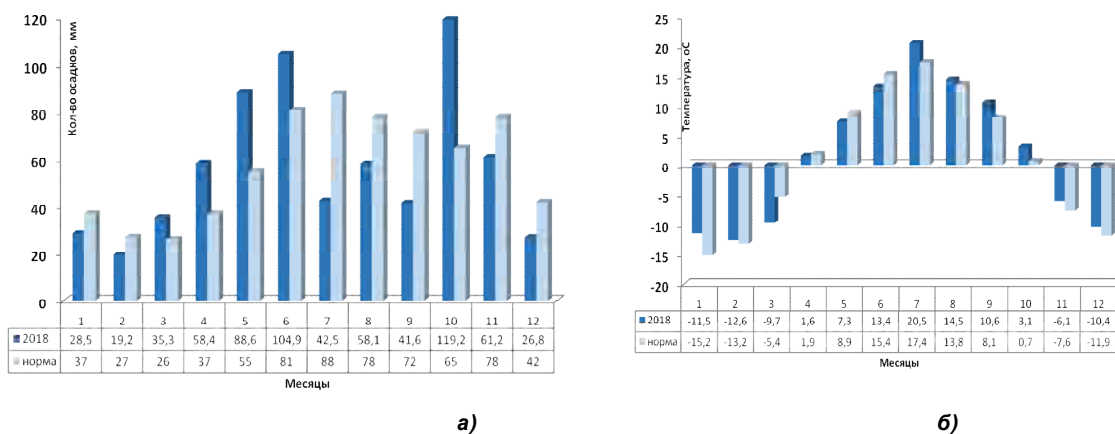 Кол-во осадков, мм
120
100
80
60
40
20
0
1 2 3 4 5 6 7 8 9 10 11 12
2018 28,5 19,2 35,3 58,4 88,6 104,9 42,5 58,1 41,6 119,2 61,2 26,8
норма 37 27 26 37 55 81 88 78 72 65 78 42
Месяцы
а)
Температура, оС
25
20
15
10
5
0
-5
-10
-15
-20
1 2 3 4 5 6 7 8 9 10 11 12
2018 -11,5 -12,6 -9,7 1,6 7,3 13,4 20,5 14,5 10,6 3,1 -6,1 -10,4
норма -15,2 -13,2 -5,4 1,9 8,9 15,4 17,4 13,8 8,1 0,7 -7,6 -11,9
Месяцы
б)